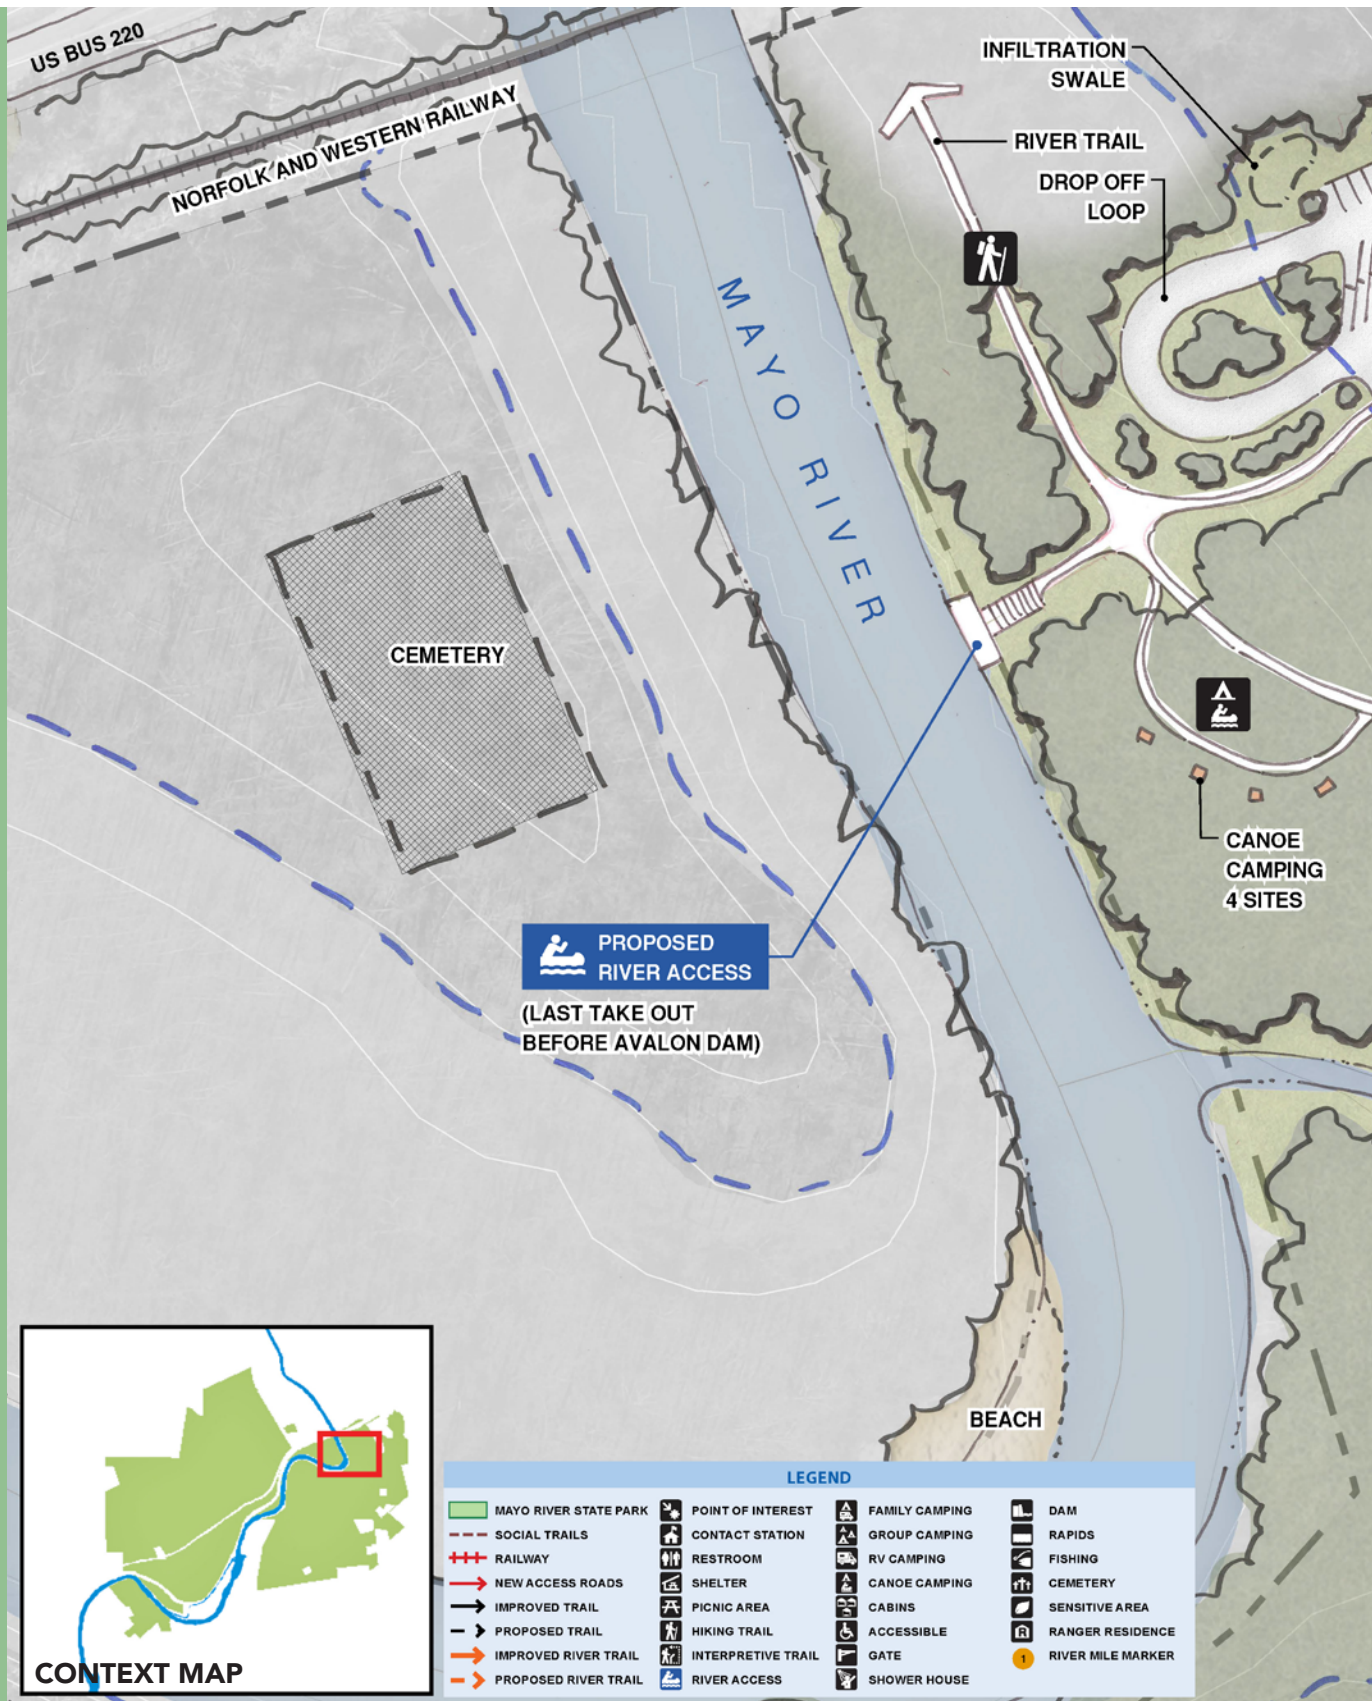 US BUS 220
NORFOLK AND WESTERN RAILWAY
INFILTRATION
SWALE
RIVER TRAIL
DROP OFF
LOOP
MAYO RIVER
CEMETERY
CANOE
CAMPING
4 SITES
PROPOSED
RIVER ACCESS
(LAST TAKE OUT
BEFORE AVALON DAM)
BEACH
CONTEXT MAP
LEGEND
MAYO RIVER STATE PARK
SOCIAL TRAILS
RAILWAY
NEW ACCESS ROADS
IMPROVED TRAIL
PROPOSED TRAIL
IMPROVED RIVER TRAIL
PROPOSED RIVER TRAIL
POINT OF INTEREST
CONTACT STATION
RESTROOM
SHELTER
PICNIC AREA
HIKING TRAIL
INTERPRETIVE TRAIL
RIVER ACCESS
FAMILY CAMPING
GROUP CAMPING
RV CAMPING
CANOE CAMPING
CABINS
ACCESSIBLE
GATE
SHOWER HOUSE
DAM
RAPIDS
FISHING
CEMETERY
SENSITIVE AREA
R RANGER RESIDENCE
1 RIVER MILE MARKER